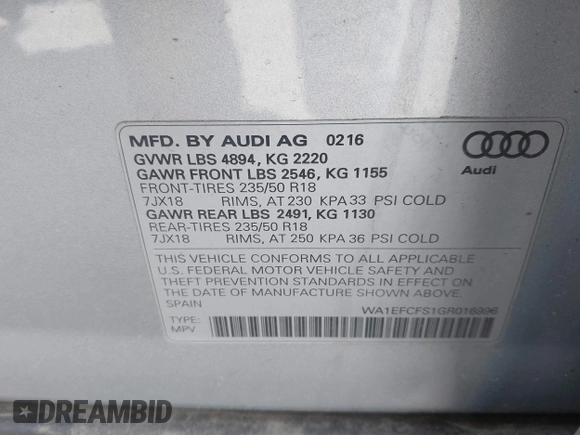 MFD. BY AUDI AG 0216
GVWR LBS 4894, KG 2220
GAWR FRONT LBS 2546, KG 1155
FRONT-TIRES 235/50 R18
7JX18 RIMS, AT 230 KPA 33 PSI COLD
GAWR REAR LBS 2491, KG 1130
REAR-TIRES 235/50 R18
7JX18 RIMS, AT 250 KPA 36 PSI COLD
Audi
THIS VEHICLE CONFORMS TO ALL APPLICABLE
U.S. FEDERAL MOTOR VEHICLE SAFETY AND
THEFT PREVENTION STANDARDS IN EFFECT ON
THE DATE OF MANUFACTURE SHOWN ABOVE.
SPAIN
WA1EFCFS1GR016996
TYPE:
MPV
DREAMBID